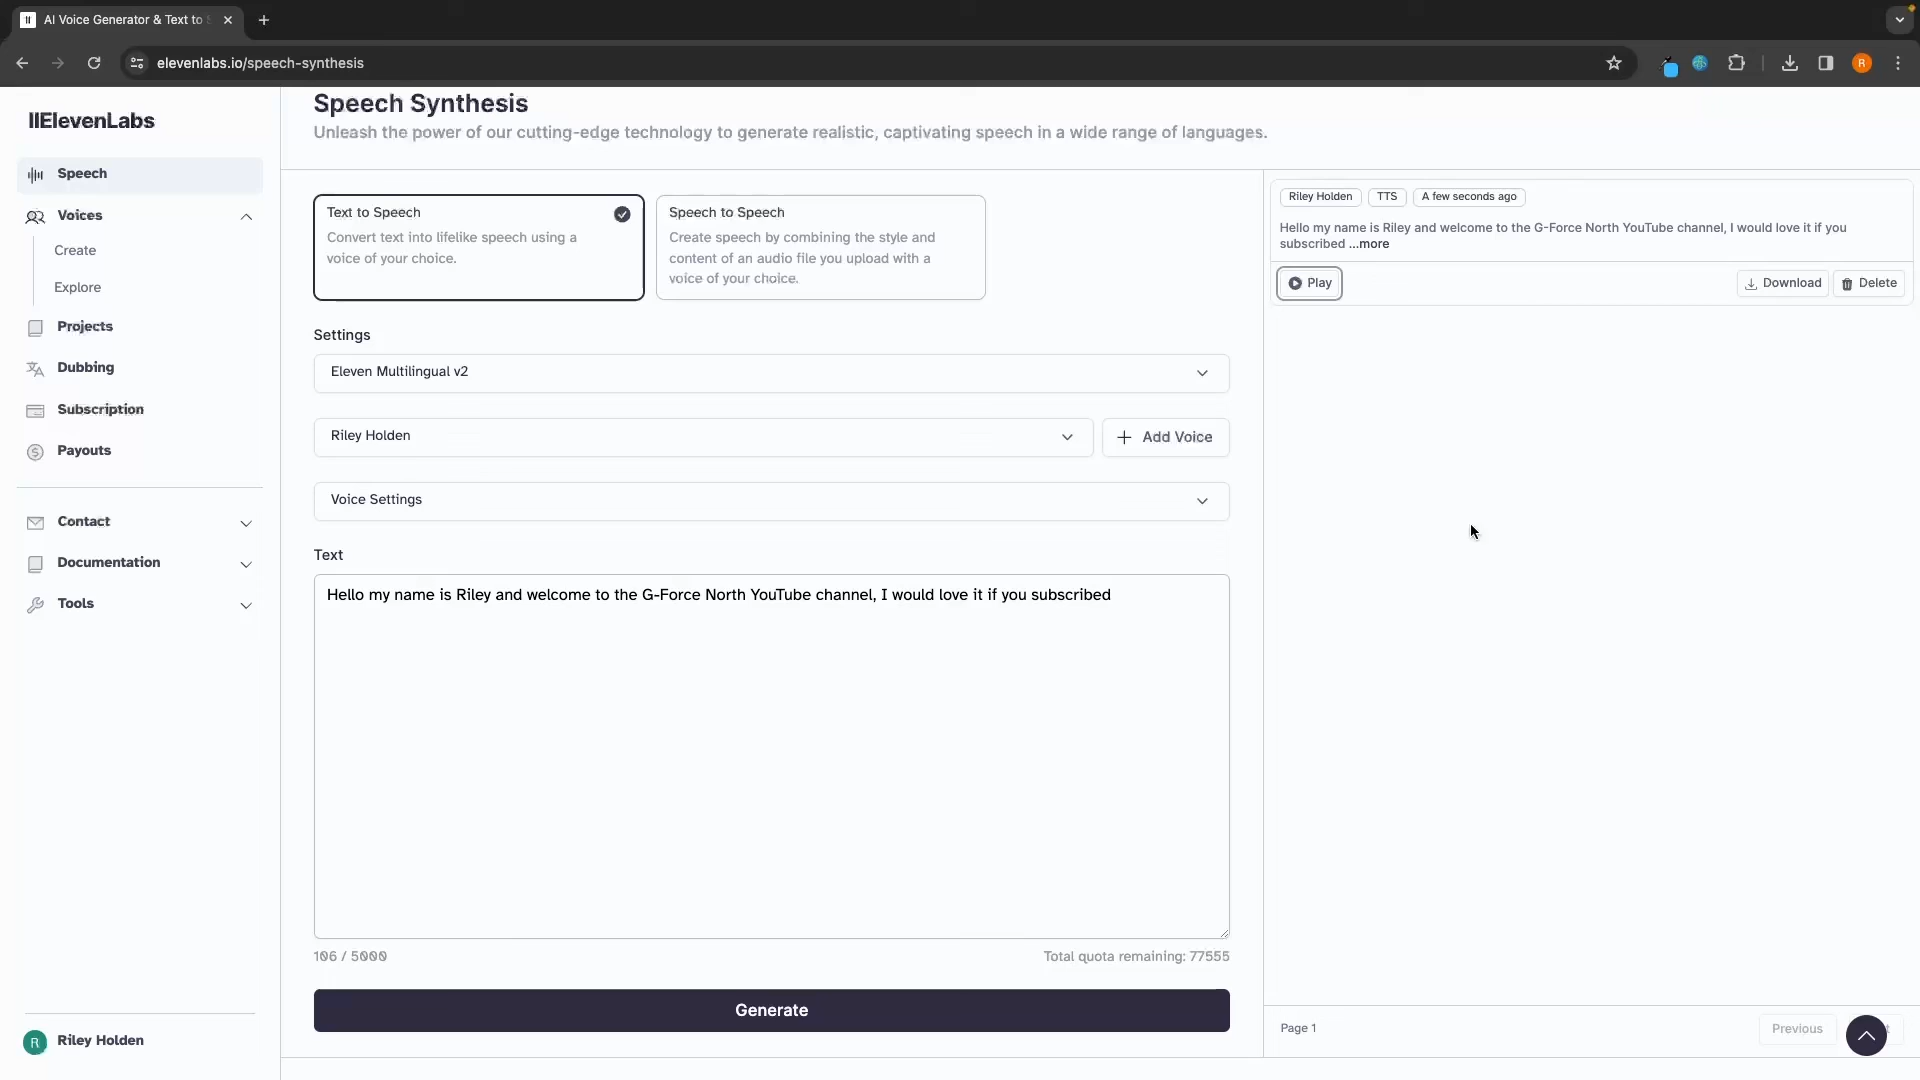 AI Voice Generator & Text to
elevenlabs.io/speech-synthesis
R
IIElevenLabs
Speech
Voices
Create
Explore
Projects
Dubbing
Subscription
Payouts
Contact
Documentation
Tools
R
Riley Holden
Speech Synthesis
Unleash the power of our cutting-edge technology to generate realistic, captivating speech in a wide range of languages.
Text to Speech
Convert text into lifelike speech using a
voice of your choice.
Speech to Speech
Create speech by combining the style and
content of an audio file you upload with a
voice of your choice.
Settings
Eleven Multilingual v2
Riley Holden
Add Voice
Voice Settings
Text
Hello my name is Riley and welcome to the G-Force North YouTube channel, I would love it if you subscribed
106 / 5000
Total quota remaining: 77555
Generate
Riley Holden
TTS
A few seconds ago
Hello my name is Riley and welcome to the G-Force North YouTube channel, I would love it if you
subscribed ...more
Play
Download
Delete
Page 1
Previous